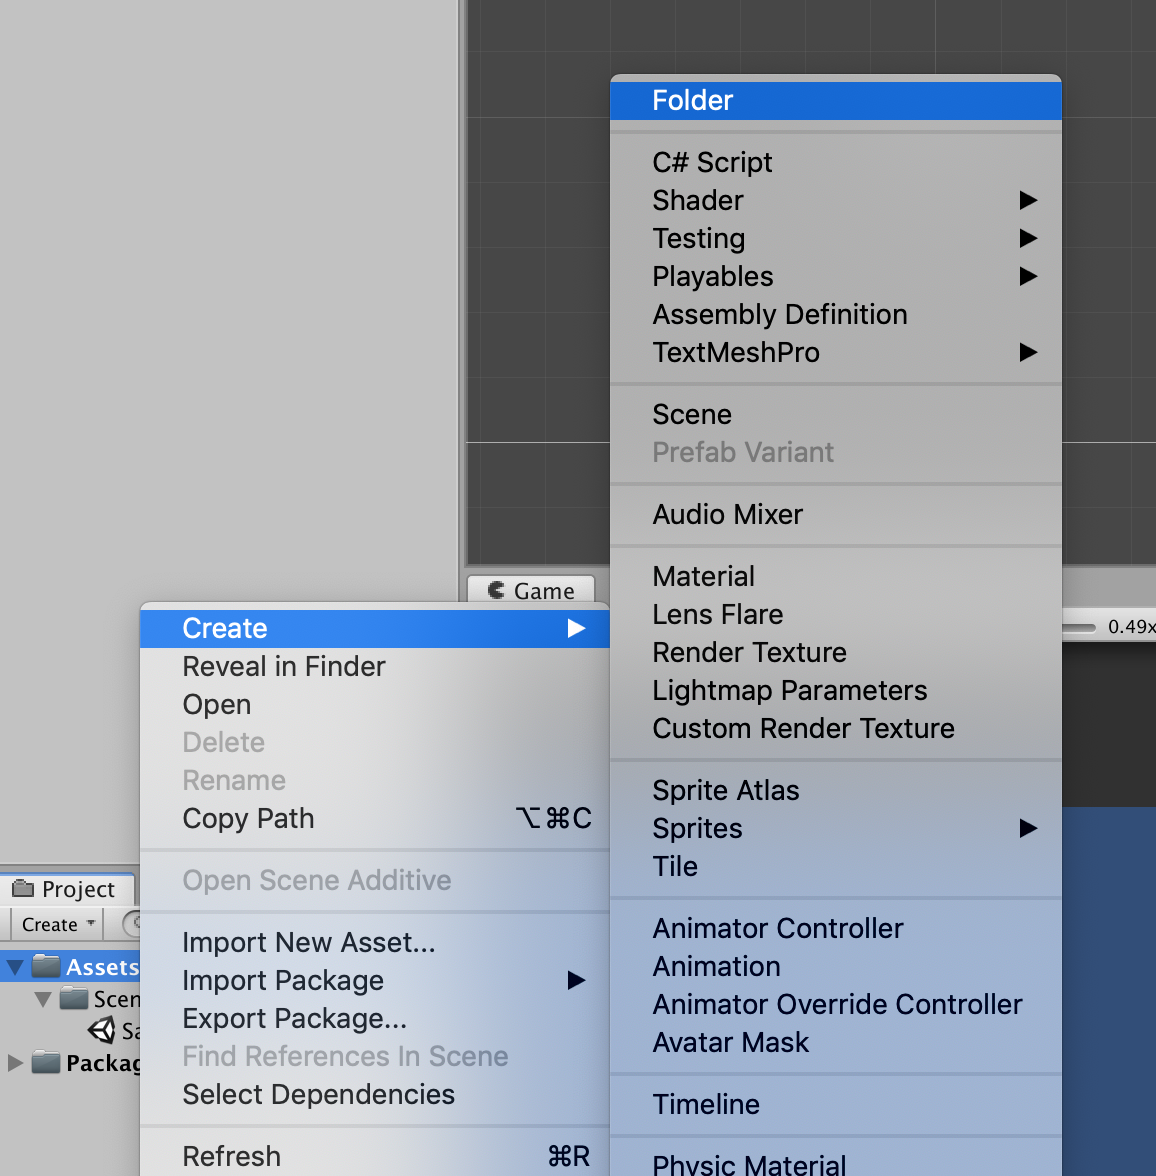 Folder
C# Script
Shader
Testing
Playables
Assembly Definition
TextMeshPro
Scene
Prefab Variant
Audio Mixer
Material
Lens Flare
Render Texture
Lightmap Parameters
Custom Render Texture
Sprite Atlas
Sprites
Tile
Animator Controller
Animation
Animator Override Controller
Avatar Mask
Timeline
Physic Material
Game
0.49x
Create
Reveal in Finder
Open
Delete
Rename
Copy Path ⌥⌘C
Open Scene Additive
Import New Asset...
Import Package
Export Package...
Find References In Scene
Select Dependencies
Refresh ⌘R
Project
Create
Assets
Scen
Sa
Packag